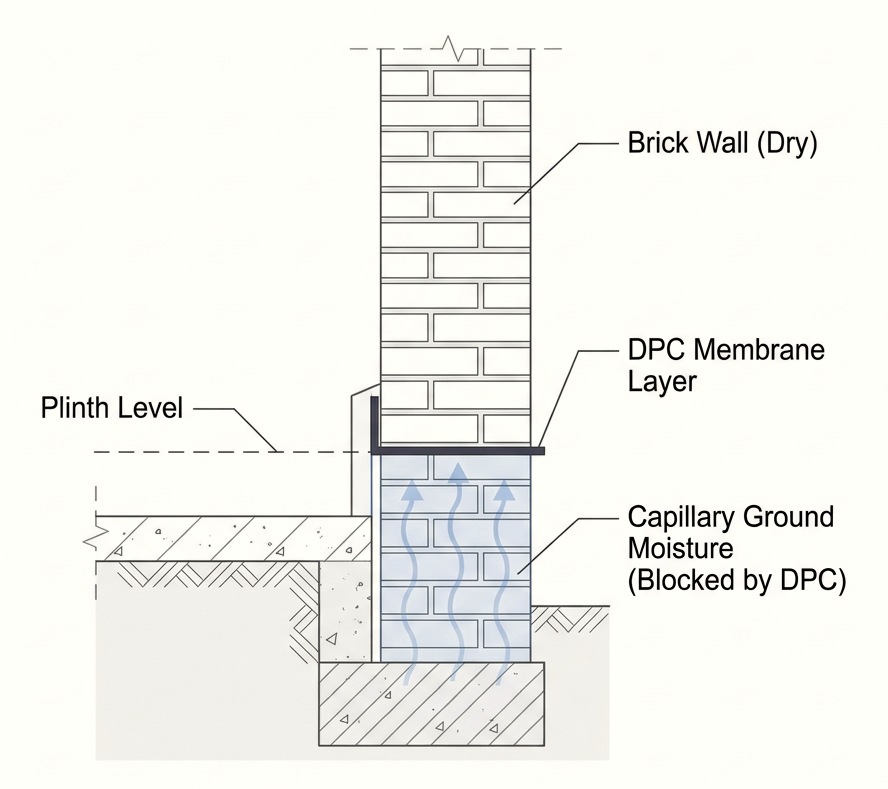 Brick Wall (Dry)
DPC Membrane
Layer
Plinth Level
Capillary Ground
Moisture
(Blocked by DPC)